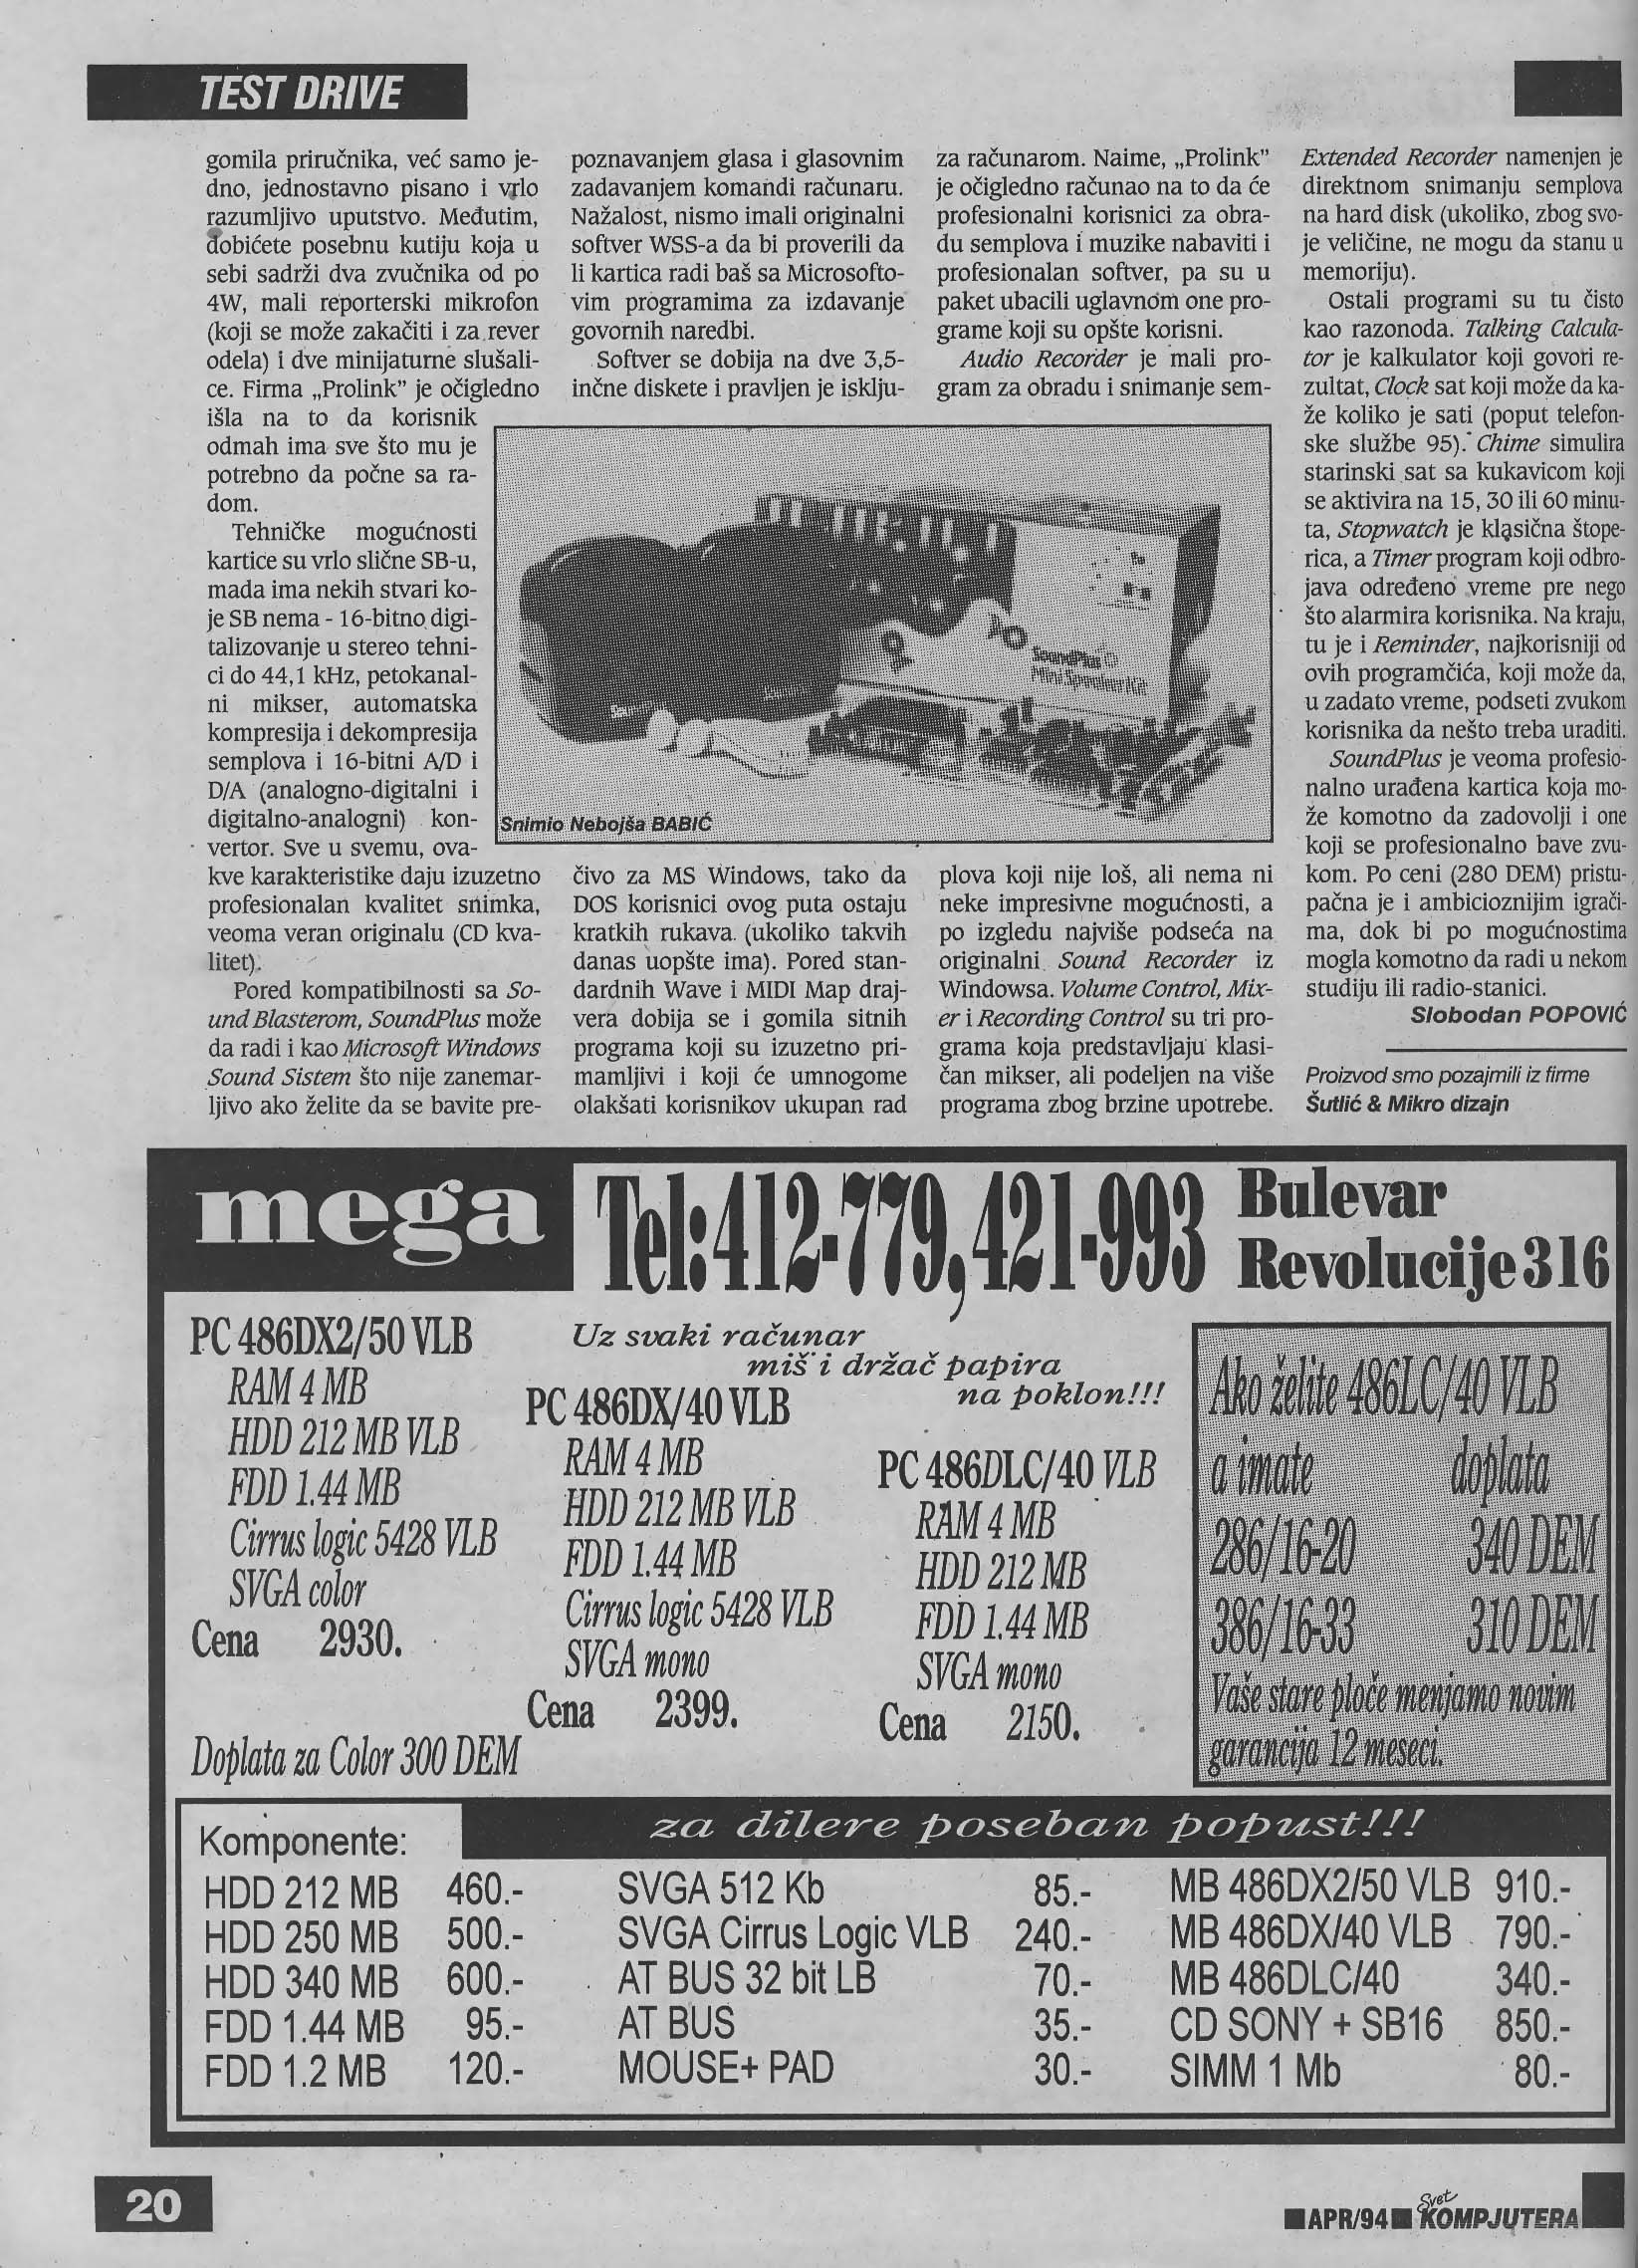 TEST DRIVE
gomila priručnika, već samo je-
dno, jednostavno pisano i vrlo
razumljivo uputstvo. Međutim,
dobićete posebnu kutiju koja u
sebi sadrži dva zvučnika od po
4W, mali reporterski mikrofon
(koji se može zakačiti i za rever
odela) i dve minijaturne slušali-
ce. Firma „Prolink” je očigledno
išla na to da korisnik
odmah ima sve što mu je
potrebno da počne sa ra-
dom.
Tehničke mogućnosti
kartice su vrlo slične SB-u,
mada ima nekih stvari ko-
je SB nema - 16-bitno digi-
talizovanje u stereo tehni-
ci do 44,1 kHz, petokanal-
ni mikser, automatska
kompresija i dekompresija
semplova i 16-bitni A/D i
D/A (analogno-digitalni i
digitalno-analogni) kon-
vertor. Sve u svemu, ova-
kve karakteristike daju izuzetno
profesionalan kvalitet snimka,
veoma veran originalu (CD kva-
litet).
Pored kompatibilnosti sa So-
und Blasterom, SoundPlus može
da radi i kao Microsoft Windows
Sound Sistem što nije zanemar-
ljivo ako želite da se bavite pre-
poznavanjem glasa i glasovnim
zadavanjem komandi računaru.
Nažalost, nismo imali originalni
softver WSS-a da bi proverili da
li kartica radi baš sa Microsofto-
vim programima za izdavanje
govornih naredbi.
Softver se dobija na dve 3,5-
inčne diskete i pravljen je isklju-
čivo za MS Windows, tako da
DOS korisnici ovog puta ostaju
kratkih rukava. (ukoliko takvih
danas uopšte ima). Pored stan-
dardnih Wave i MIDI Map draj-
vera dobija se i gomila sitnih
programa koji su izuzetno pri-
mamljivi i koji će umnogome
olakšati korisnikov ukupan rad
za računarom. Naime, „Prolink”
je očigledno računao na to da će
profesionalni korisnici za obra-
du semplova i muzike nabaviti i
profesionalan softver, pa su u
paket ubacili uglavnom one pro-
grame koji su opšte korisni.
Audio Recorder je mali pro-
gram za obradu i snimanje sem-
SoundPlus
Mini Speaker Kit
Snimio Nebojša BABIĆ
plova koji nije loš, ali nema ni
neke impresivne mogućnosti, a
po izgledu najviše podseća na
originalni Sound Recorder iz
Windowsa. Volume Control, Mix-
er i Recording Control su tri pro-
grama koja predstavljaju klasi-
čan mikser, ali podeljen na više
programa zbog brzine upotrebe.
Extended Recorder namenjen je
direktnom snimanju semplova
na hard disk (ukoliko, zbog svo-
je veličine, ne mogu da stanu u
memoriju).
Ostali programi su tu čisto
kao razonoda. Talking Calcula-
tor je kalkulator koji govori re-
zultat, Clock sat koji može da ka-
že koliko je sati (poput telefon-
ske službe 95). Chime simulira
starinski sat sa kukavicom koji
se aktivira na 15, 30 ili 60 minu-
ta, Stopwatch je klasična štope-
rica, a Timer program koji odbro-
java određeno vreme pre nego
što alarmira korisnika. Na kraju,
tu je i Reminder, najkorisniji od
ovih programčića, koji može da,
u zadato vreme, podseti zvukom
korisnika da nešto treba uraditi.
SoundPlus je veoma profesio-
nalno urađena kartica koja mo-
že komotno da zadovolji i one
koji se profesionalno bave zvu-
kom. Po ceni (280 DEM) pristu-
pačna je i ambicioznijim igrači-
ma, dok bi po mogućnostima
mogla komotno da radi u nekom
studiju ili radio-stanici.
Slobodan POPOVIĆ
Proizvod smo pozajmili iz firme
Šutlić & Mikro dizajn
mega
Tel:412-779,421-993
Bulevar
Revolucije 316
PC 486DX2/50 VLB
RAM 4 MB
HDD 212 MB VLB
FDD 1.44 MB
Cirrus logic 5428 VLB
SVGA color
Cena 2930.
Doplata za Color 300 DEM
Uz svaki računar
miš i držač papira
na poklon!!!
PC 486DX/40 VLB
RAM 4 MB
HDD 212 MB VLB
FDD 1.44 MB
Cirrus logic 5428 VLB
SVGA mono
Cena 2399.
PC 486DLC/40 VLB
RAM 4 MB
HDD 212 MB
FDD 1.44 MB
SVGA mono
Cena 2150.
Ako želite 486LC/40 VLB
a imate doplata
286/16-20 340 DEM
386/16-33 310 DEM
Vaše stare ploče menjamo novim
garancija 12 meseci.
za dilere poseban popust!!!
Komponente:
HDD 212 MB 460.-
HDD 250 MB 500.-
HDD 340 MB 600.-
FDD 1.44 MB 95.-
FDD 1.2 MB 120.-
SVGA 512 Kb 85.-
SVGA Cirrus Logic VLB 240.-
AT BUS 32 bit LB 70.-
AT BUS 35.-
MOUSE+ PAD 30.-
MB 486DX2/50 VLB 910.-
MB 486DX/40 VLB 790.-
MB 486DLC/40 340.-
CD SONY + SB16 850.-
SIMM 1 Mb 80.-
20
APR/94 Svet KOMPJUTERA